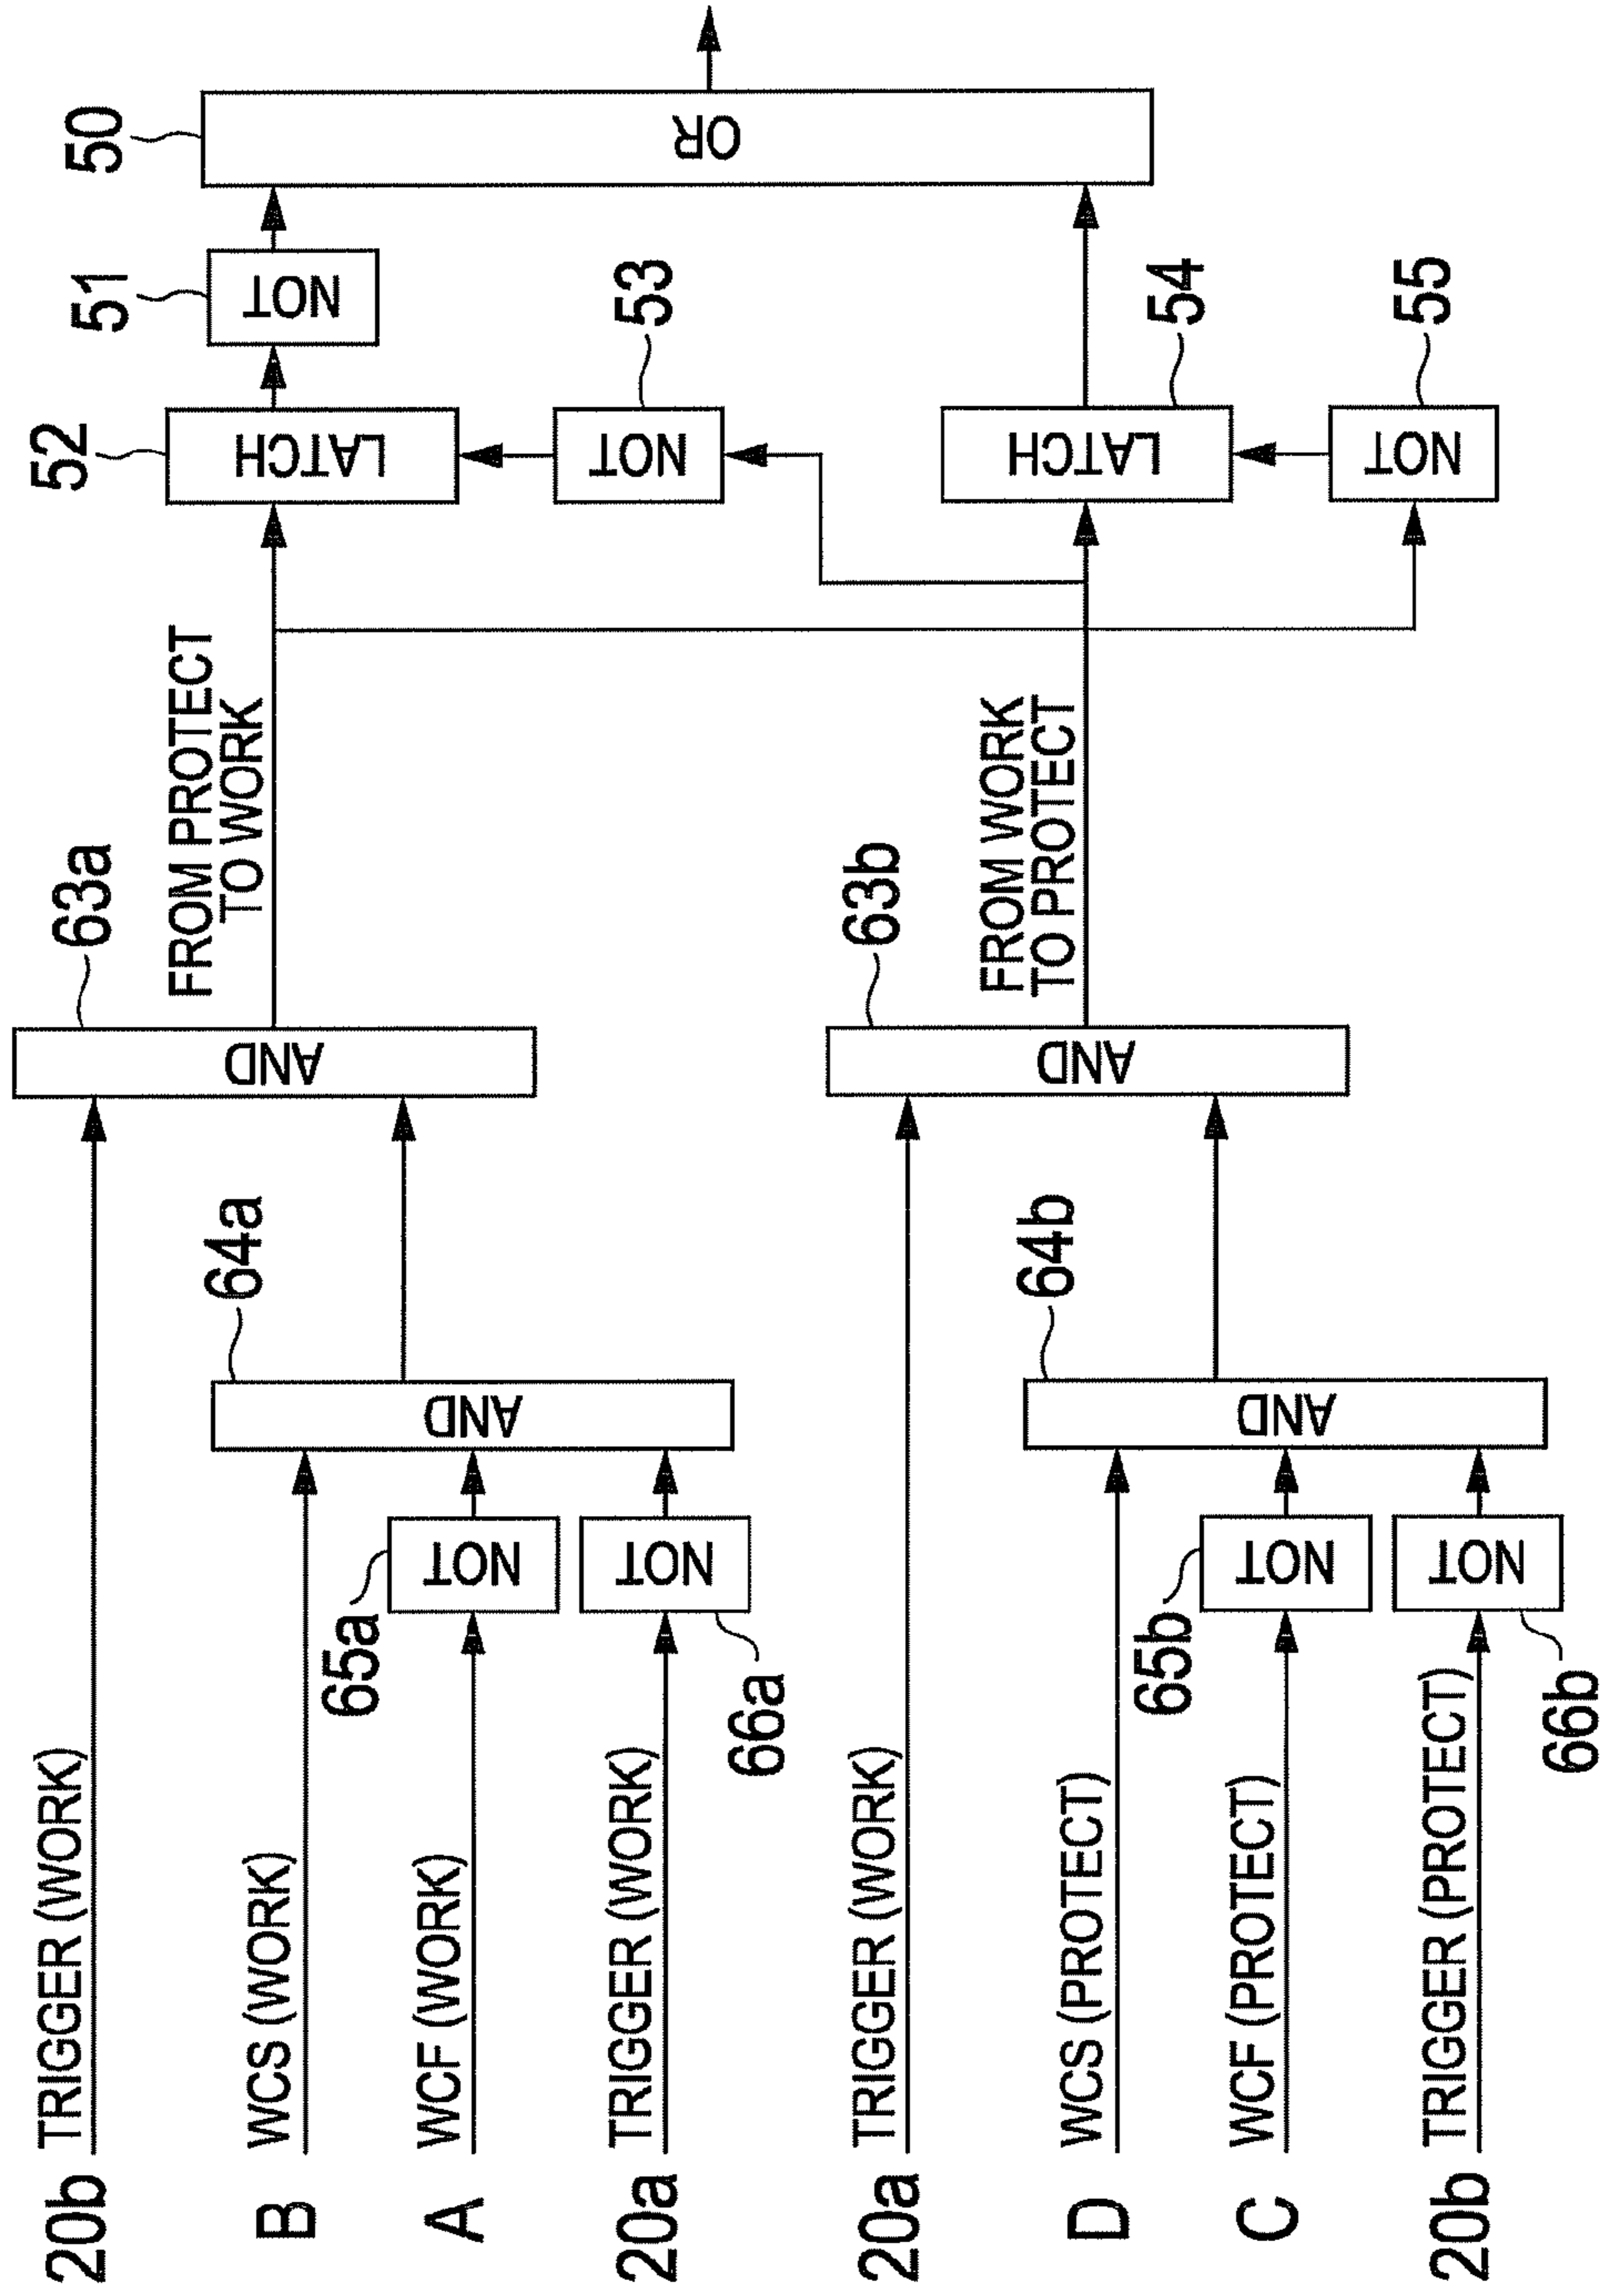 20b TRIGGER (WORK)
B WCS (WORK)
A WCF (WORK)
20a TRIGGER (WORK)
65a
NOT
NOT
66a
64a
AND
63a
AND
FROM PROTECT
TO WORK
52
LATCH
51
NOT
NOT
53
50
OR
20a TRIGGER (WORK)
D WCS (PROTECT)
C WCF (PROTECT)
20b TRIGGER (PROTECT)
65b
NOT
NOT
66b
64b
AND
63b
AND
FROM WORK
TO PROTECT
LATCH
54
NOT
55